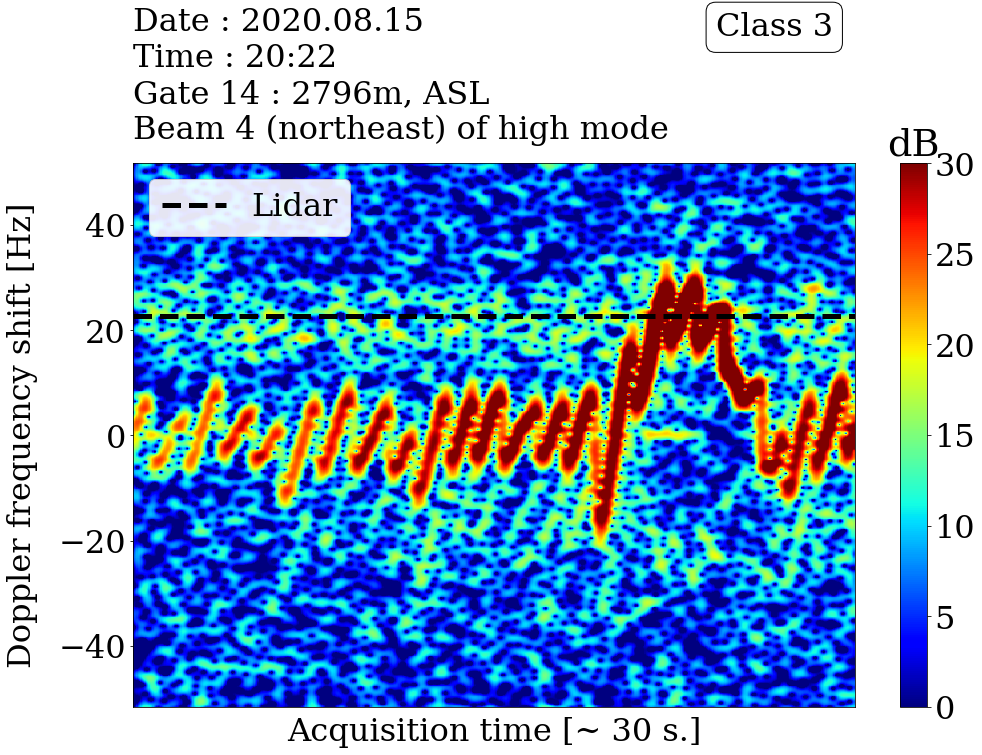 Date : 2020.08.15
Time : 20:22
Gate 14 : 2796m, ASL
Beam 4 (northeast) of high mode
Class 3
dB
Lidar
Doppler frequency shift [Hz]
40
20
0
−20
−40
Acquisition time [~ 30 s.]
30
25
20
15
10
5
0